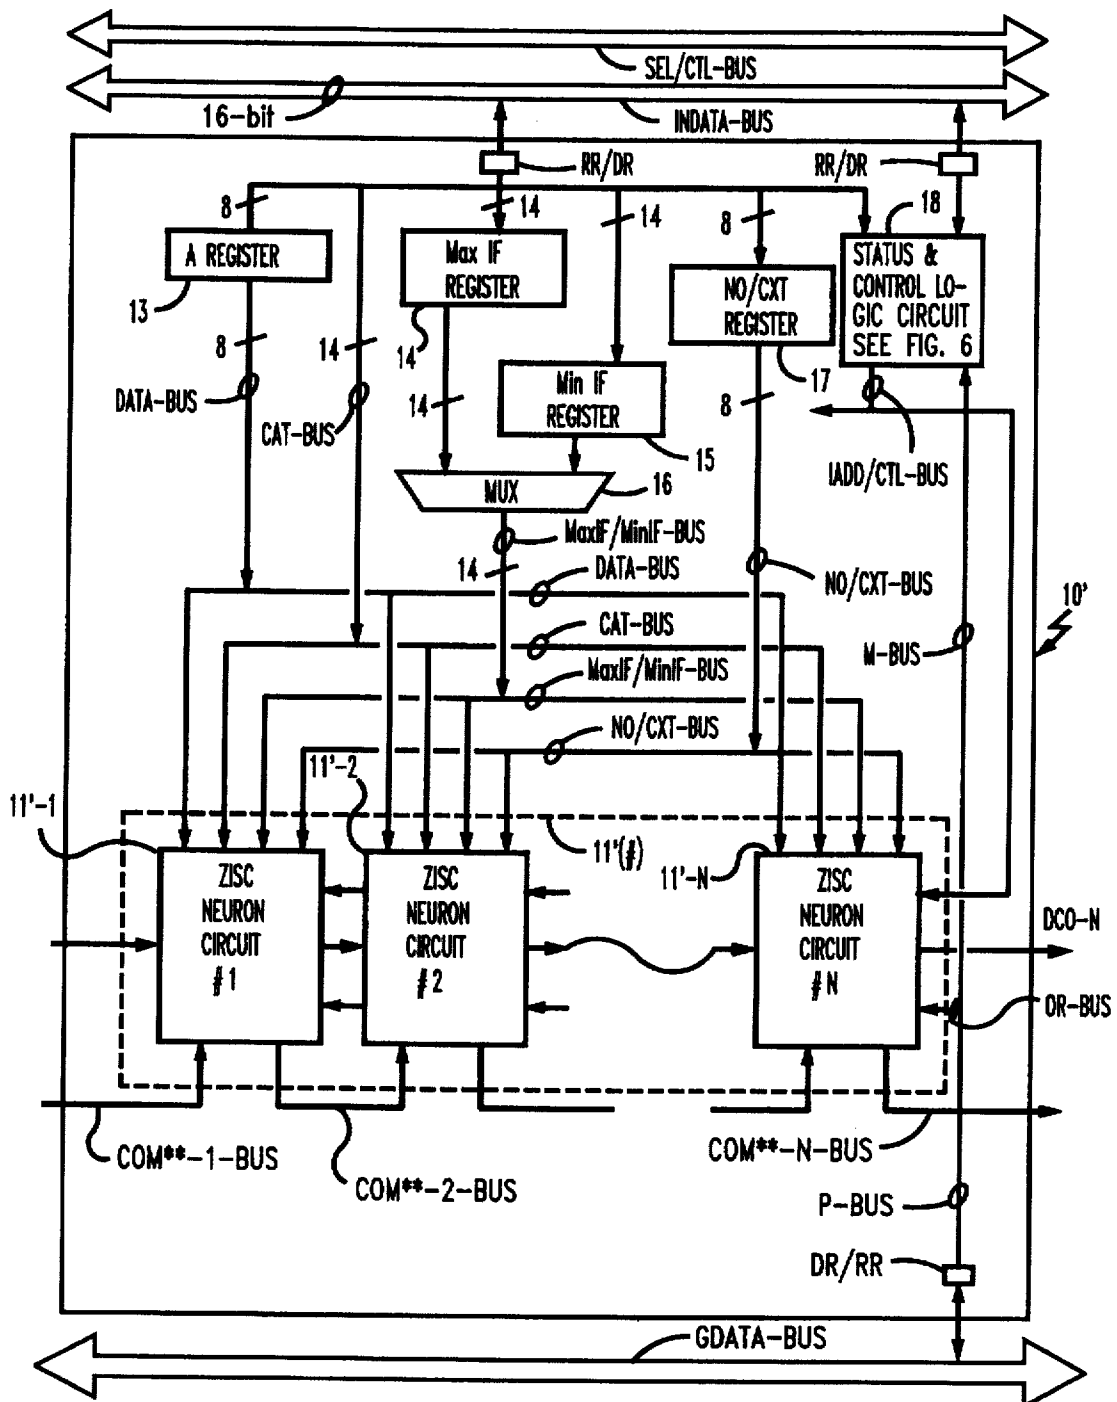 SEL/CTL-BUS
16-bit
INDATA-BUS
RR/DR
RR/DR
8
14
14
8
18
A REGISTER
Max IF
REGISTER
NO/CXT
REGISTER
STATUS &
CONTROL LO-
GIC CIRCUIT
SEE FIG. 6
13
8
14
14
17
DATA-BUS
CAT-BUS
14
Min IF
REGISTER
8
15
IADD/CTL-BUS
MUX
16
MaxIF/MinIF-BUS
14
DATA-BUS
NO/CXT-BUS
10'
CAT-BUS
M-BUS
MaxIF/MinIF-BUS
NO/CXT-BUS
11'-2
11'-1
11'(#)
11'-N
ZISC
NEURON
CIRCUIT
#1
ZISC
NEURON
CIRCUIT
#2
ZISC
NEURON
CIRCUIT
#N
DCO-N
OR-BUS
COM**-1-BUS
COM**-2-BUS
COM**-N-BUS
P-BUS
DR/RR
GDATA-BUS